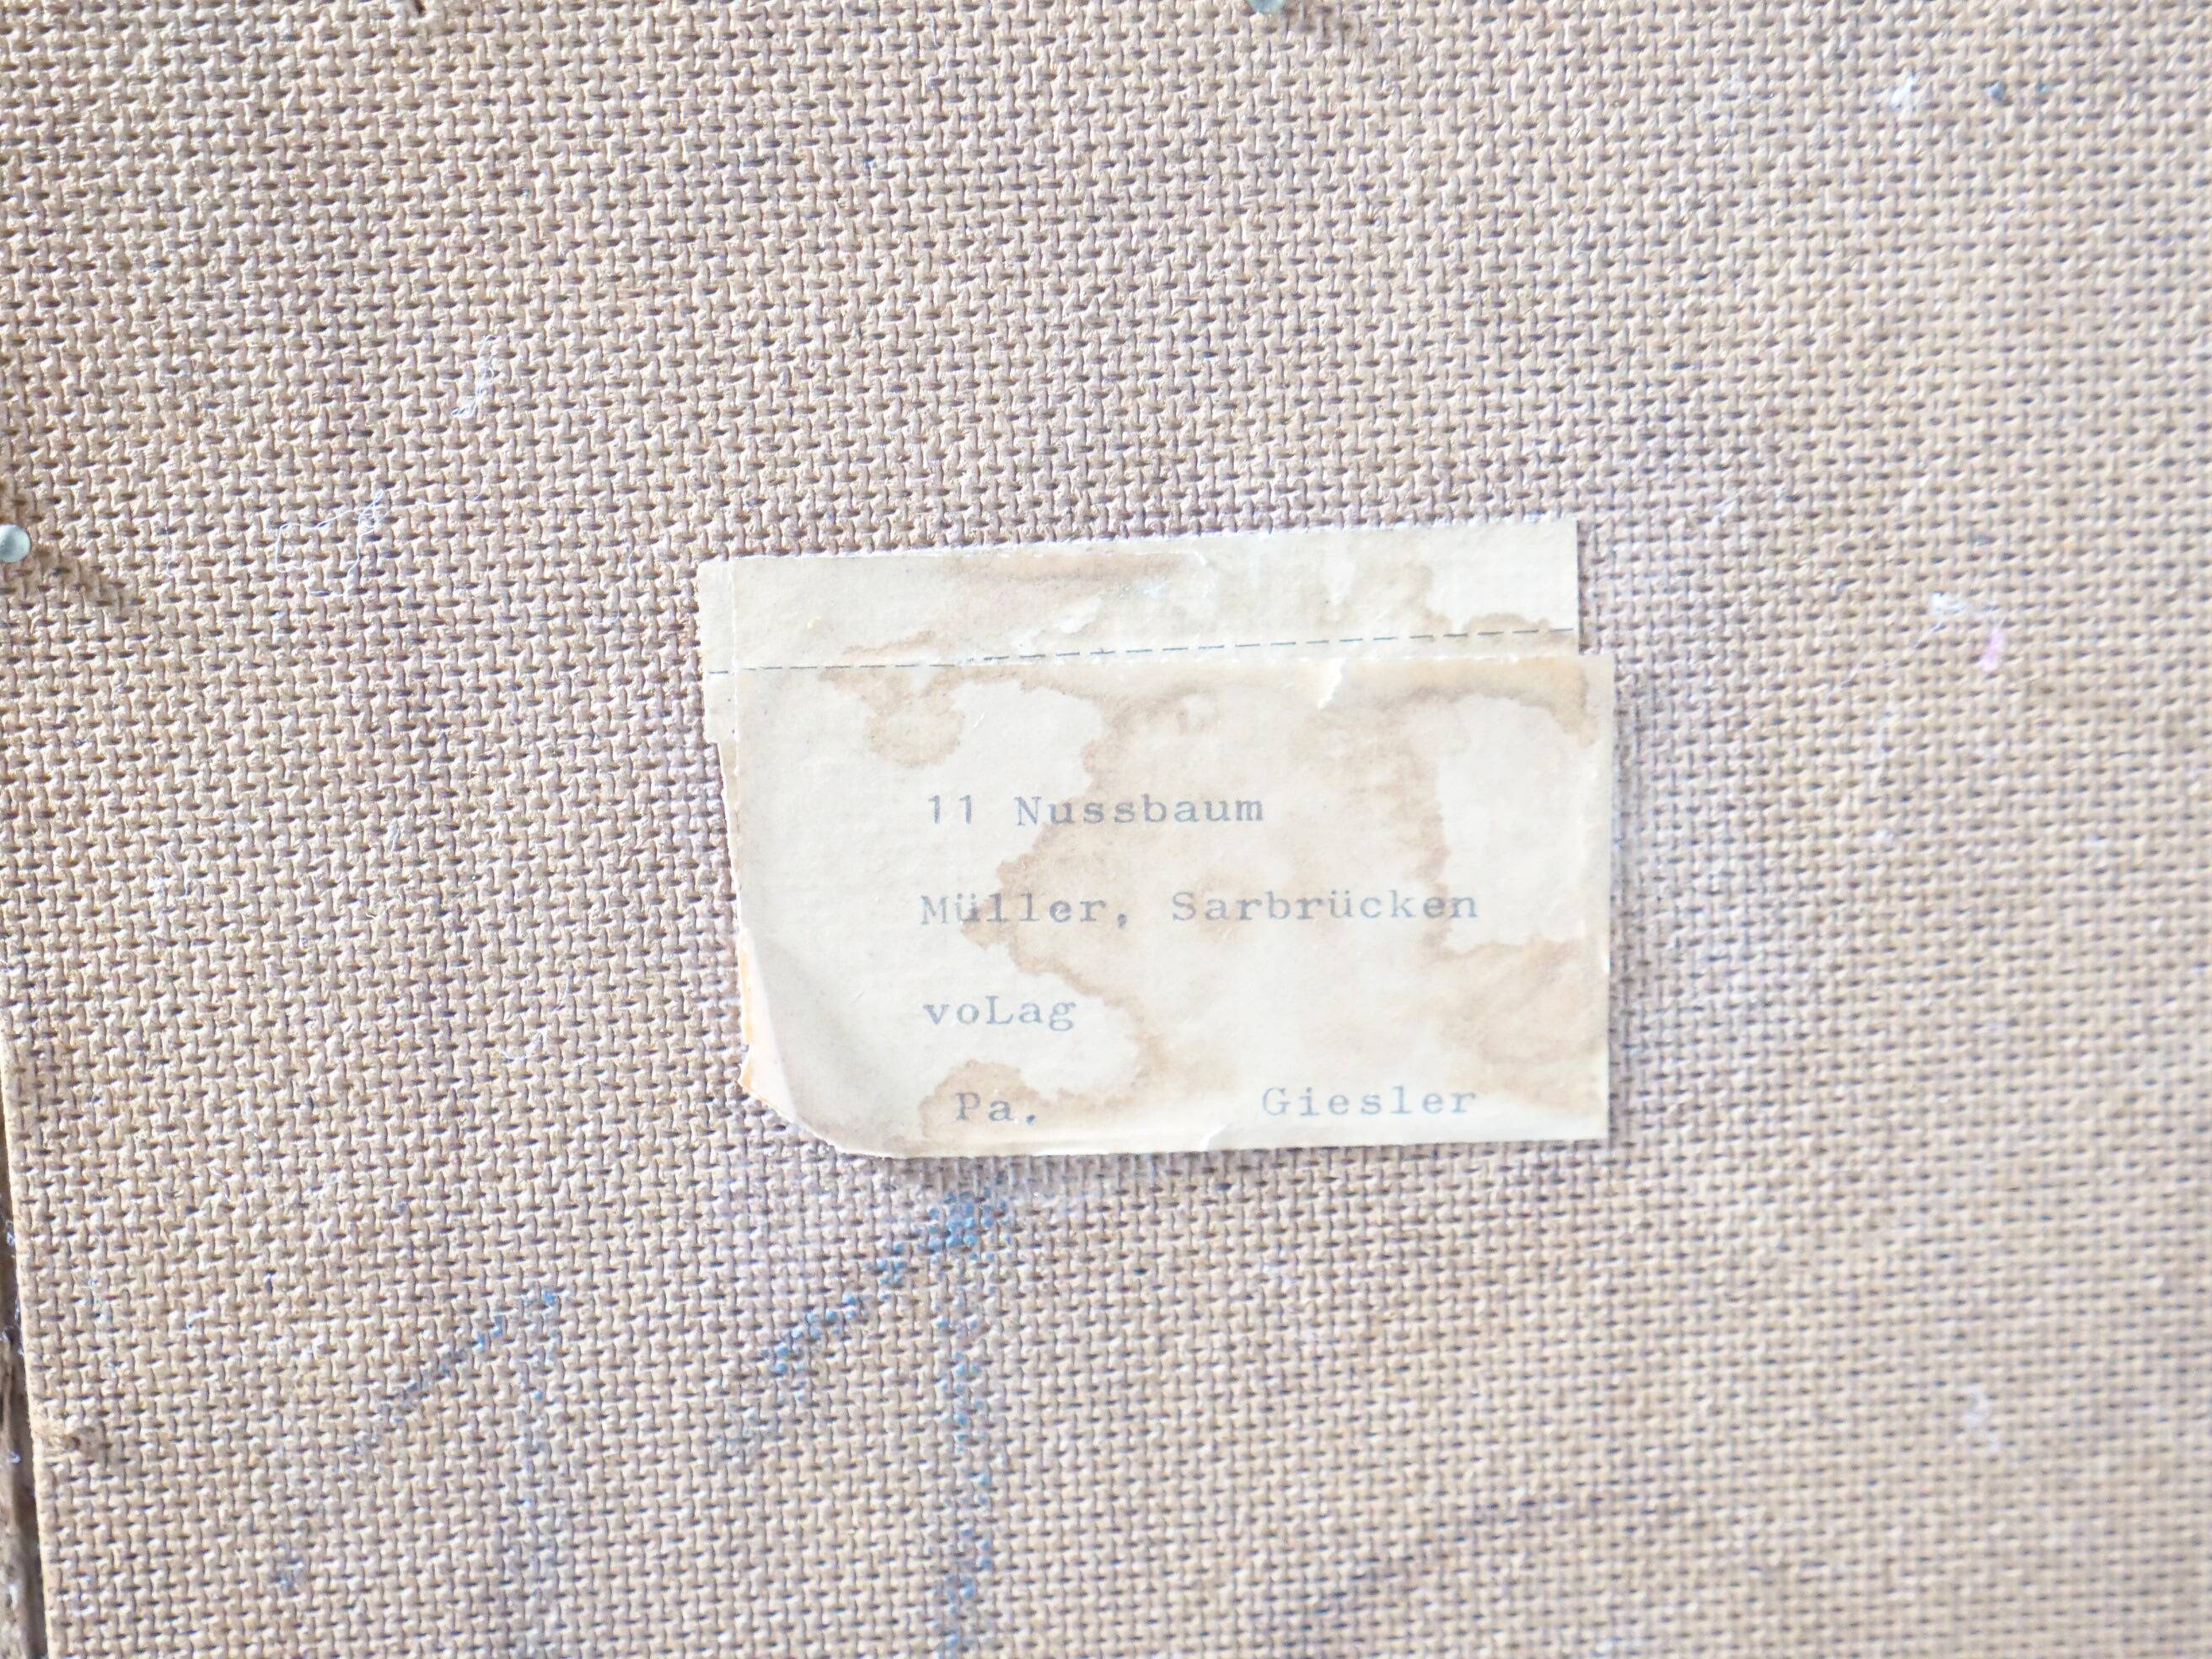 11 Nussbaum
Müller, Sarbrücken
voLag
Pa. Giesler